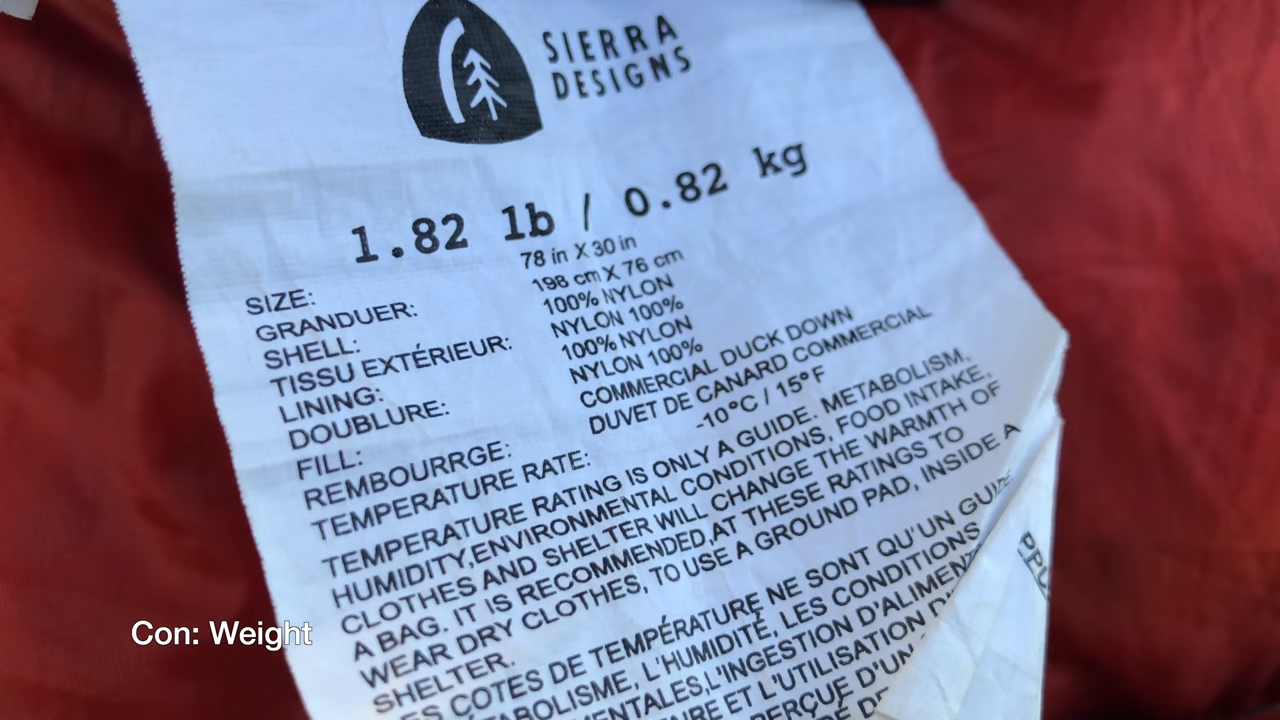 SIERRA
DESIGNS
1.82 lb / 0.82 kg
SIZE: 78 in X 30 in
GRANDUER: 198 cm X 76 cm
SHELL: 100% NYLON
TISSU EXTÉRIEUR: NYLON 100%
LINING: 100% NYLON
DOUBLURE: NYLON 100%
FILL: COMMERCIAL DUCK DOWN
REMBOURRGE: DUVET DE CANARD COMMERCIAL
TEMPERATURE RATE: -10°C / 15°F
TEMPERATURE RATING IS ONLY A GUIDE. METABOLISM,
HUMIDITY,ENVIRONMENTAL CONDITIONS, FOOD INTAKE,
CLOTHES AND SHELTER WILL CHANGE THE WARMTH OF
A BAG. IT IS RECOMMENDED,AT THESE RATINGS TO
WEAR DRY CLOTHES, TO USE A GROUND PAD, INSIDE A
SHELTER.
COTES DE TEMPÉRATURE NE SONT QU'UN
L'HUMIDITÉ, LES CONDITIONS
L'INGESTION
ET L'UTILISATION
D'UN
DE
Con: Weight